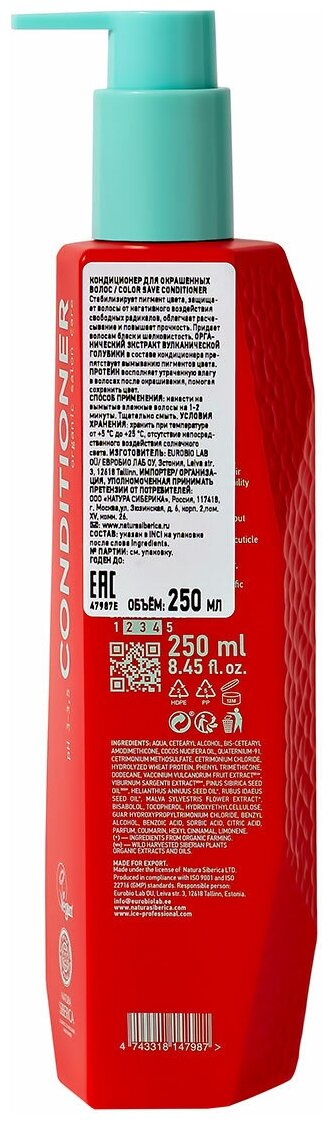 КОНДИЦИОНЕР ДЛЯ ОКРАШЕННЫХ
ВОЛОС / COLOR SAVE CONDITIONER
Стабилизирует пигмент цвета, защища-
ет волосы от негативного воздействия
свободных радикалов, облегчает расче-
сывание и повышает прочность. Придает
волосам блеск и шелковистость. ОРГА-
НИЧЕСКИЙ ЭКСТРАКТ ВУЛКАНИЧЕСКОЙ
ГОЛУБИКИ в составе кондиционера пре-
пятствует вымыванию пигментов цвета.
ПРОТЕИН восполняет утраченную влагу
в волосах после окрашивания, помогая
сохранить цвет.
СПОСОБ ПРИМЕНЕНИЯ: нанести на
вымытые влажные волосы на 1-2
минуты. Тщательно смыть. УСЛОВИЯ
ХРАНЕНИЯ: хранить при температуре
от +5 °C до +25 °C, отсутствие непосред-
ственного воздействия солнечного
света. ИЗГОТОВИТЕЛЬ: EUROBIO LAB
OÜ/ ЕВРОБИО ЛАБ ОУ, Эстония, Leiva str.
3, 12618 Tallinn. ИМПОРТЕР/ ОРГАНИЗА-
ЦИЯ, УПОЛНОМОЧЕННАЯ ПРИНИМАТЬ
ПРЕТЕНЗИИ ОТ ПОТРЕБИТЕЛЕЙ:
ООО «НАТУРА СИБЕРИКА», Россия, 117418,
г. Москва,ул. Зюзинская, д. 6, корп. 2,пом.
XV, комн. 26.
www.naturasiberica.ru
СОСТАВ: указан в INCI на упаковке
после слова Ingredients.
№ ПАРТИИ: см. упаковку.
ГОДЕН ДО:
EAC
47987E ОБЪЁМ: 250 МЛ
CONDITIONER
organic salon care
pH 3-3,5
1 2 3 4 5
250 ml
8.45 fl. oz.
HDPE PP 12M
INGREDIENTS: AQUA, CETEARYL ALCOHOL, BIS-CETEARYL
AMODIMETHICONE, COCOS NUCIFERA OIL, QUATERNIUM-91,
CETRIMONIUM METHOSULFATE, CETRIMONIUM CHLORIDE,
HYDROLYZED WHEAT PROTEIN, PHENYL TRIMETHICONE,
DODECANE, VACCINIUM VULCANORUM FRUIT EXTRACT
VIBURNUM SARGENTII EXTRACT, PINUS SIBIRICA SEED
OIL, HELIANTHUS ANNUUS SEED OIL, RUBUS IDAEUS
SEED OIL, MALVA SYLVESTRIS FLOWER EXTRACT,
BISABOLOL, TOCOPHEROL, HYDROXYETHYLCELLULOSE,
GUAR HYDROXYPROPYLTRIMONIUM CHLORIDE, BENZYL
ALCOHOL, BENZOIC ACID, SORBIC ACID, CITRIC ACID,
PARFUM, COUMARIN, HEXYL CINNAMAL, LIMONENE.
(*) — INGREDIENTS FROM ORGANIC FARMING.
— WILD HARVESTED SIBERIAN PLANTS
ORGANIC EXTRACTS AND OILS.
MADE FOR EXPORT.
Made under the license of Natura Siberica LTD.
Produced in compliance with ISO 9001 and ISO
22716 (GMP) standards. Responsible person:
Eurobio Lab OU, Leiva str. 3, 12618 Tallinn, Estonia.
info@eurobiolab.ee
www.naturasiberica.com
www.ice-professional.com
NATURA
SIBERICA
4 743318 147987 >